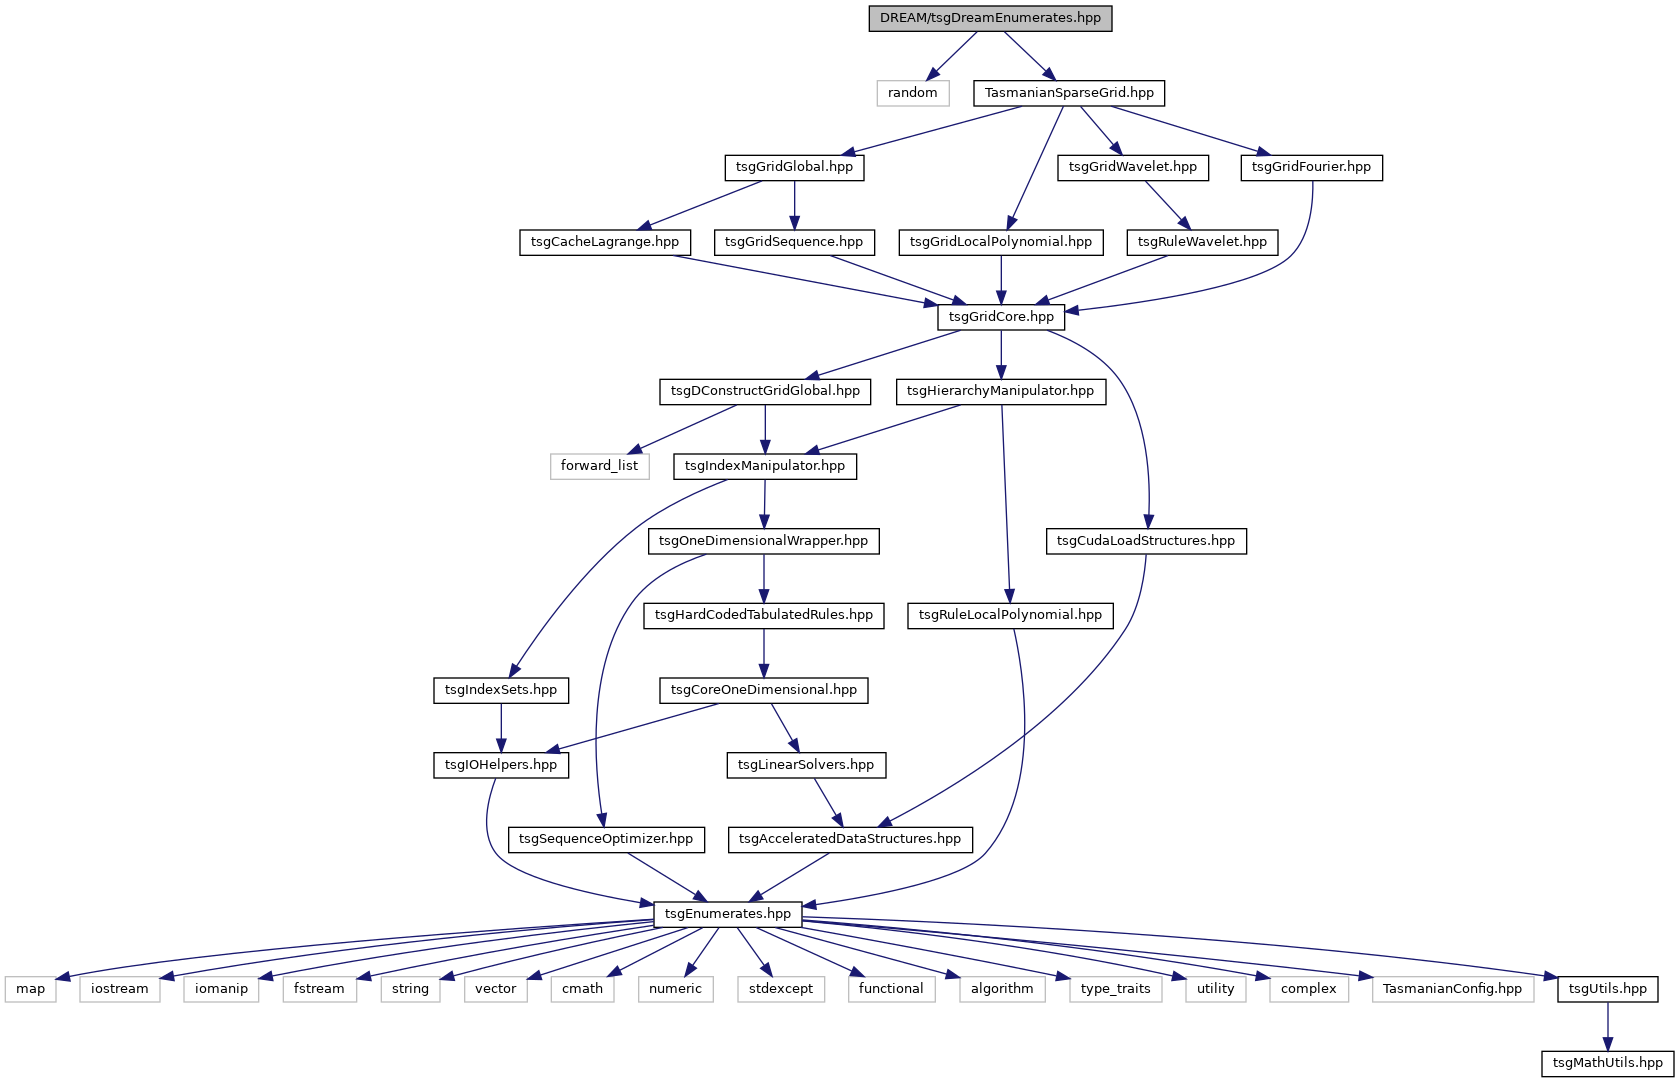 DREAM/tsgDreamEnumerates.hpp
random
TasmanianSparseGrid.hpp
tsgGridGlobal.hpp
tsgGridWavelet.hpp
tsgGridFourier.hpp
tsgCacheLagrange.hpp
tsgGridSequence.hpp
tsgGridLocalPolynomial.hpp
tsgRuleWavelet.hpp
tsgGridCore.hpp
tsgDConstructGridGlobal.hpp
tsgHierarchyManipulator.hpp
forward_list
tsgIndexManipulator.hpp
tsgOneDimensionalWrapper.hpp
tsgCudaLoadStructures.hpp
tsgHardCodedTabulatedRules.hpp
tsgRuleLocalPolynomial.hpp
tsgIndexSets.hpp
tsgCoreOneDimensional.hpp
tsgIOHelpers.hpp
tsgLinearSolvers.hpp
tsgSequenceOptimizer.hpp
tsgAcceleratedDataStructures.hpp
tsgEnumerates.hpp
map
iostream
iomanip
fstream
string
vector
cmath
numeric
stdexcept
functional
algorithm
type_traits
utility
complex
TasmanianConfig.hpp
tsgUtils.hpp
tsgMathUtils.hpp